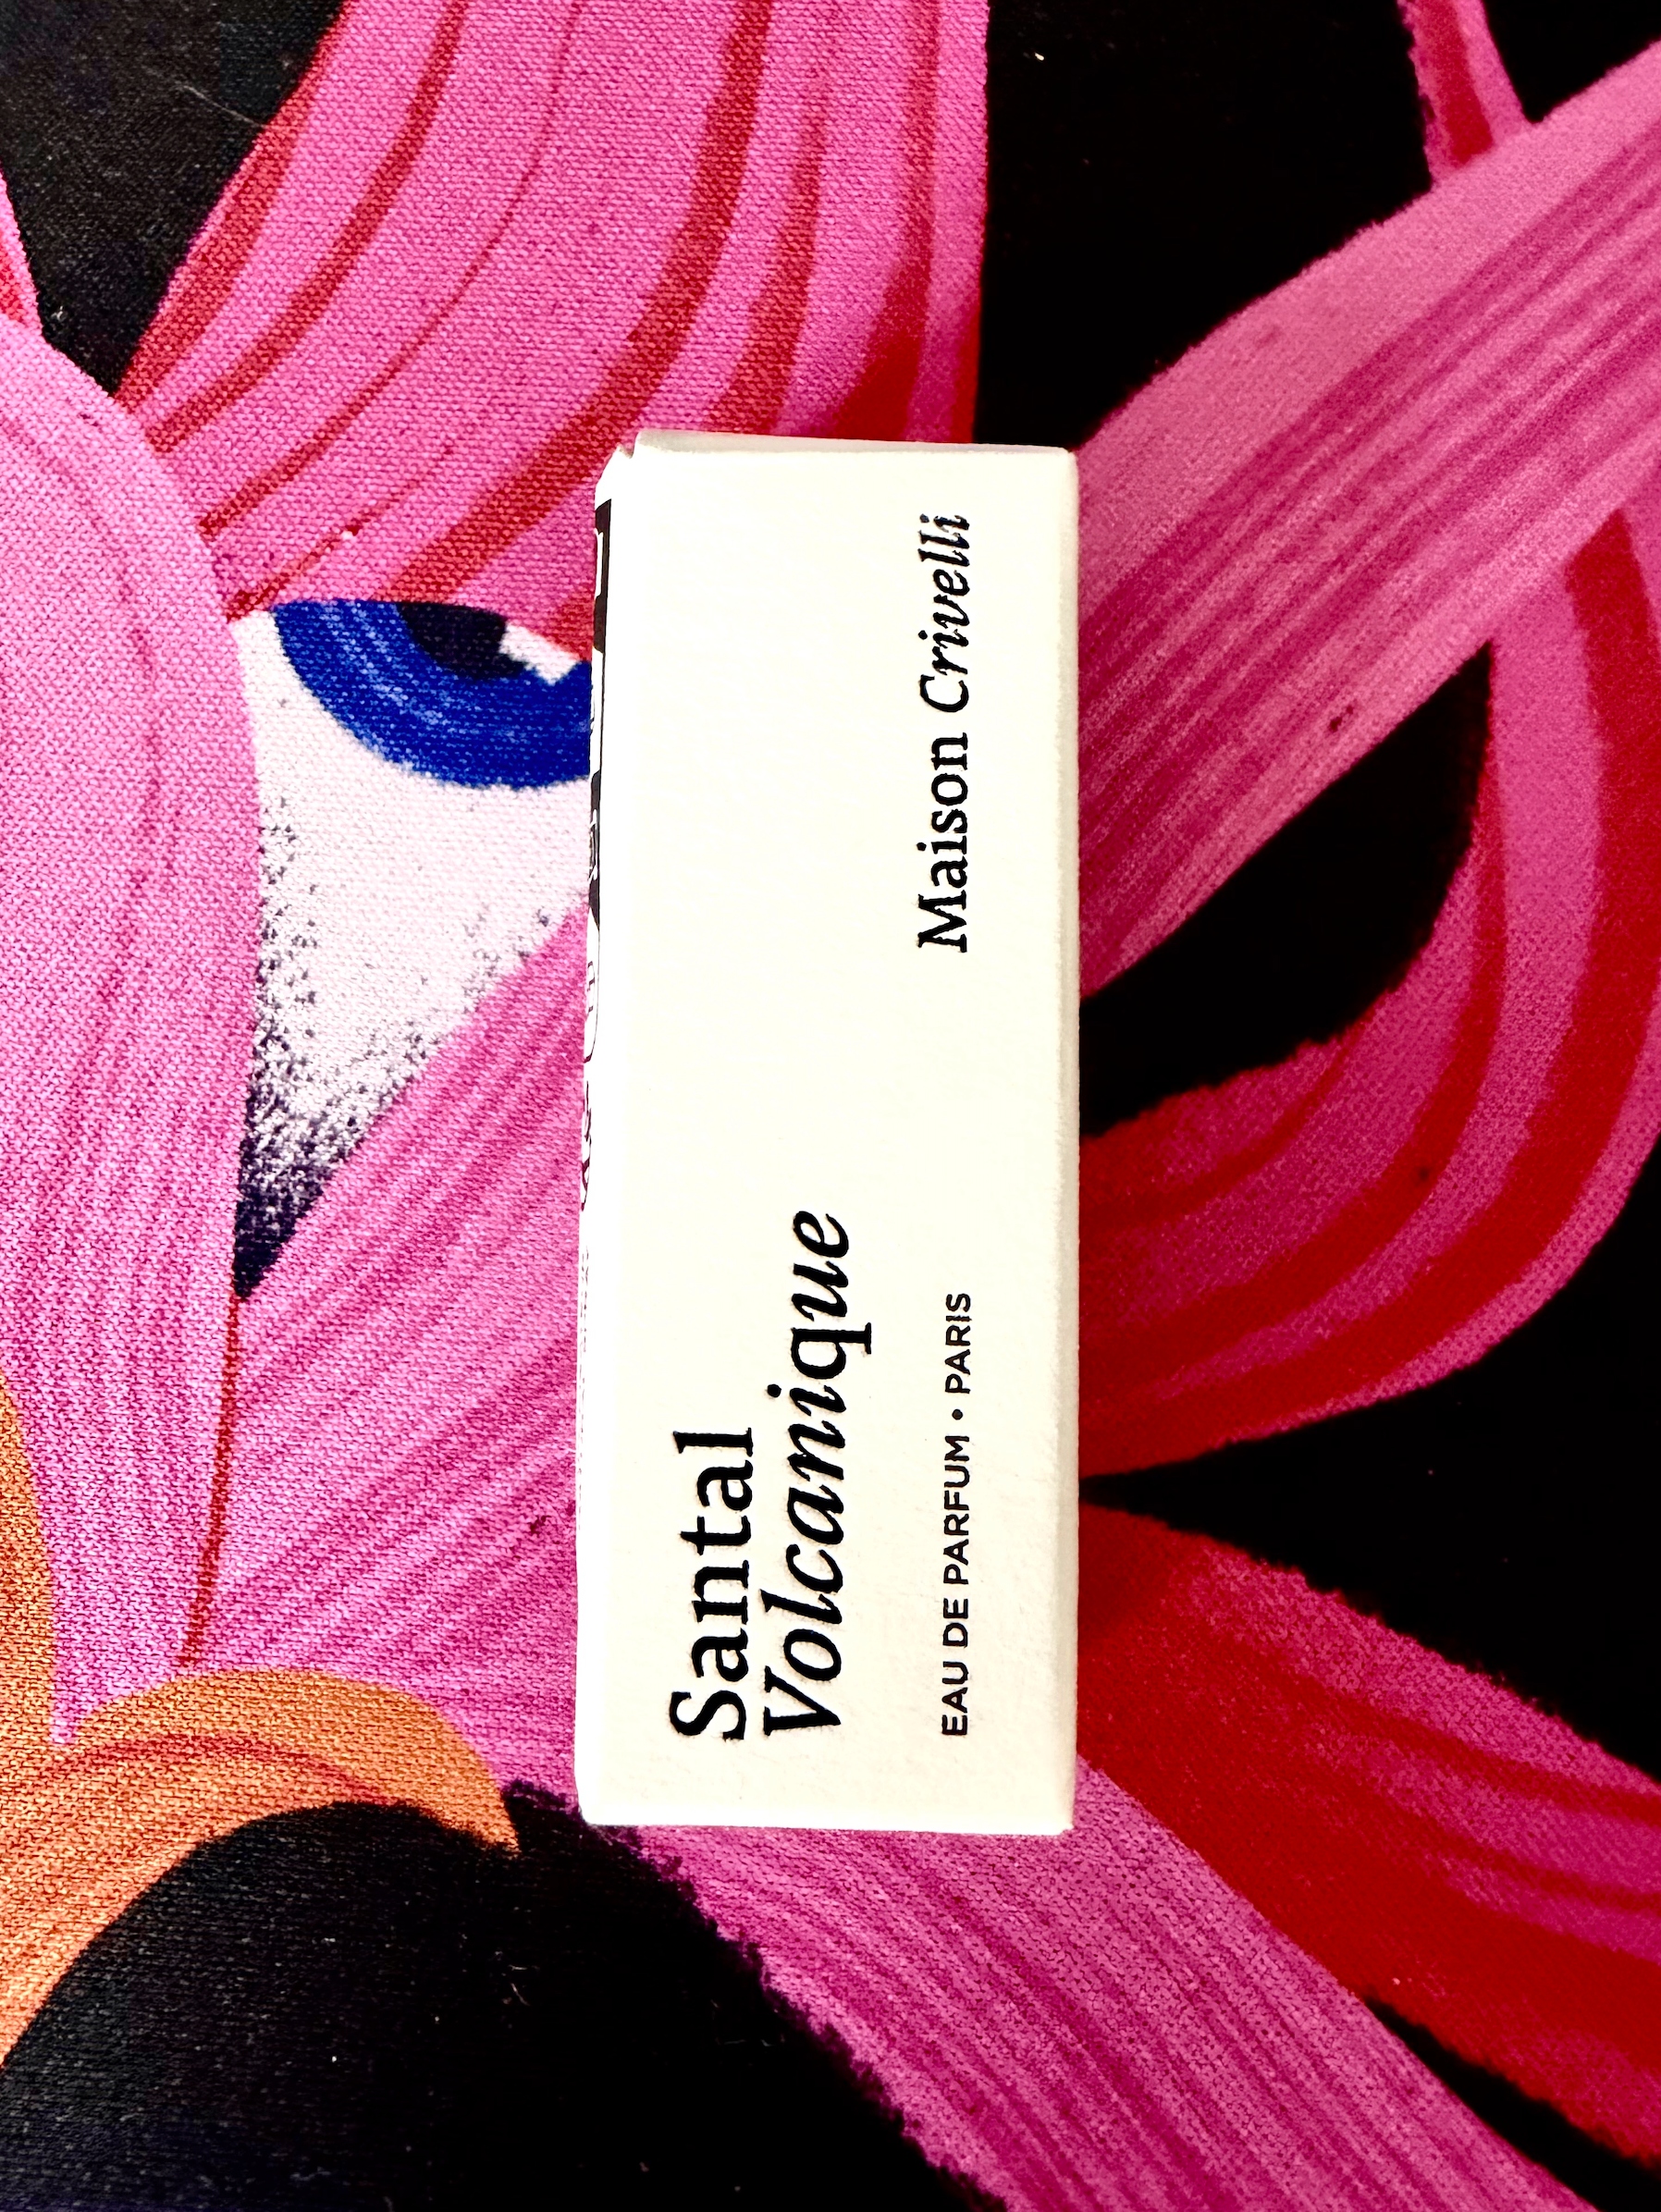 Santal
Volcanique
EAU DE PARFUM • PARIS
Maison Crivelli